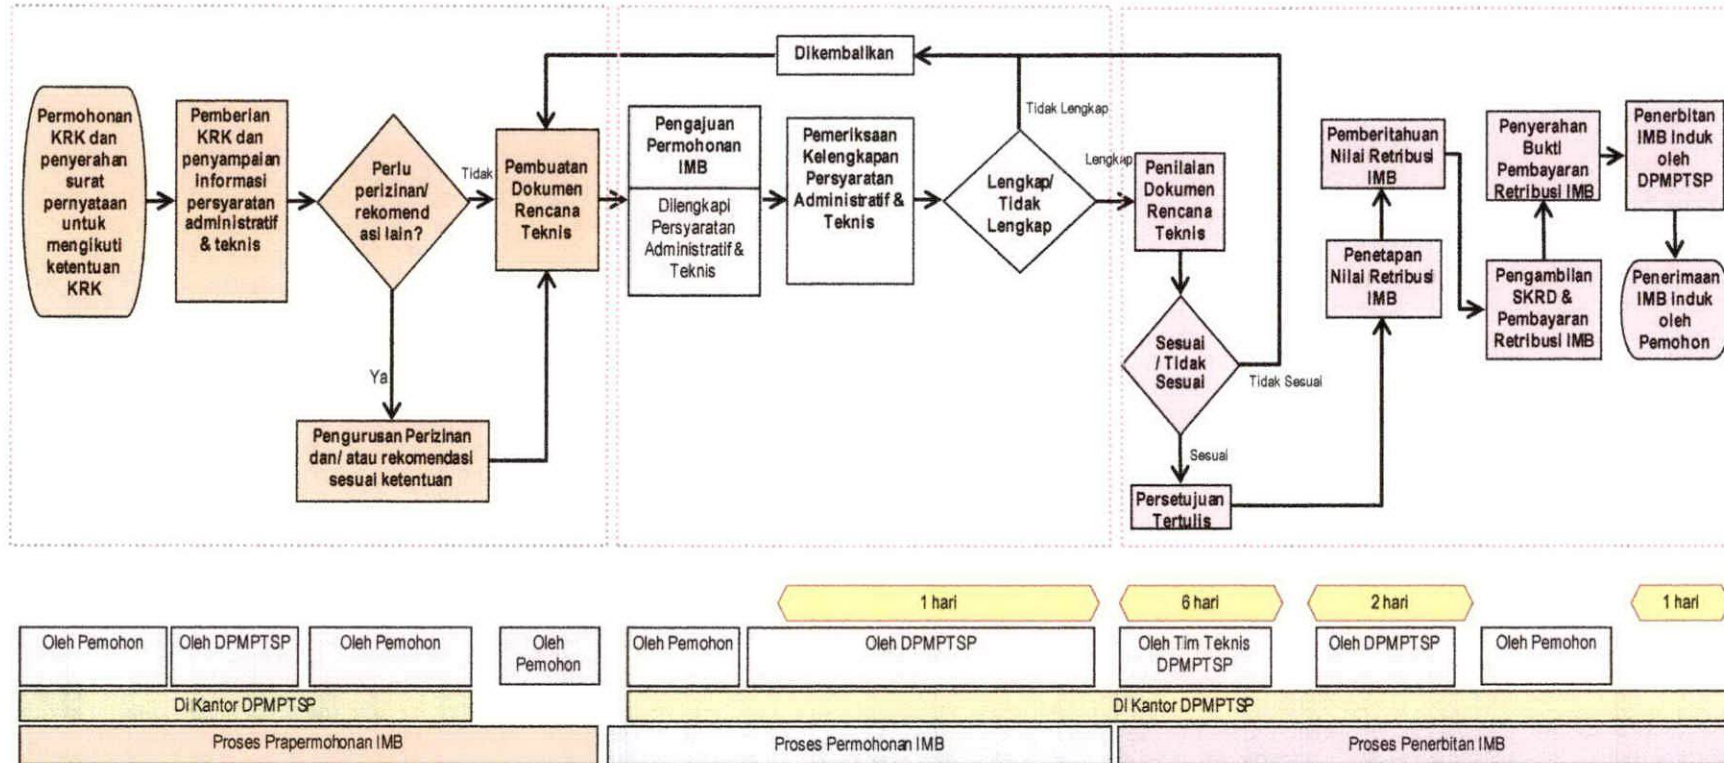 Permohonan
KRK dan
penyerahan
surat
pernyataan
untuk
mengikuti
ketentuan
KRK
Pemberian
KRK dan
penyampaian
informasi
persyaratan
administratif
& teknis
Perlu
perizinan/
rekomend
asi lain?
Tidak
Ya
Pengurusan Perizinan
dan/ atau rekomendasi
sesuai ketentuan
Pembuatan
Dokumen
Rencana
Teknis
Dikembalikan
Pengajuan
Permohonan
IMB
Dilengkapi
Persyaratan
Administratif &
Teknis
Pemeriksaan
Kelengkapan
Persyaratan
Administratif &
Teknis
Lengkap/
Tidak
Lengkap
Tidak Lengkap
Lengkap
Penilaian
Dokumen
Rencana
Teknis
Sesuai
/ Tidak
Sesuai
Tidak Sesuai
Sesuai
Persetujuan
Tertulis
Penetapan
Nilai Retribusi
IMB
Pemberitahuan
Nilai Retribusi
IMB
Pengambilan
SKRD &
Pembayaran
Retribusi IMB
Penyerahan
Bukti
Pembayaran
Retribusi IMB
Penerbitan
IMB Induk
oleh
DPMPTSP
Penerimaan
IMB Induk
oleh
Pemohon
1 hari
6 hari
2 hari
1 hari
Oleh Pemohon
Oleh DPMPTSP
Oleh Pemohon
Oleh
Pemohon
Oleh Pemohon
Oleh DPMPTSP
Oleh Tim Teknis
DPMPTSP
Oleh DPMPTSP
Oleh Pemohon
Di Kantor DPMPTSP
Di Kantor DPMPTSP
Proses Prapermohonan IMB
Proses Permohonan IMB
Proses Penerbitan IMB